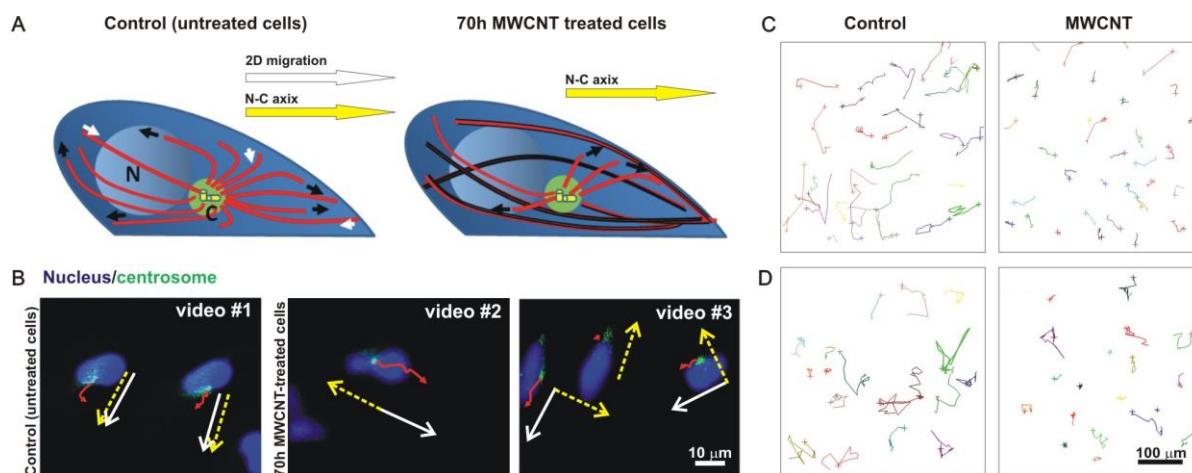 A
Control (untreated cells)
70h MWCNT treated cells
2D migration
N-C axix
N-C axix
N
C
B
Nucleus/centrosome
Control (untreated cells)
video #1
70h MWCNT-treated cells
video #2
video #3
10 μm
C
Control
MWCNT
D
100 μm